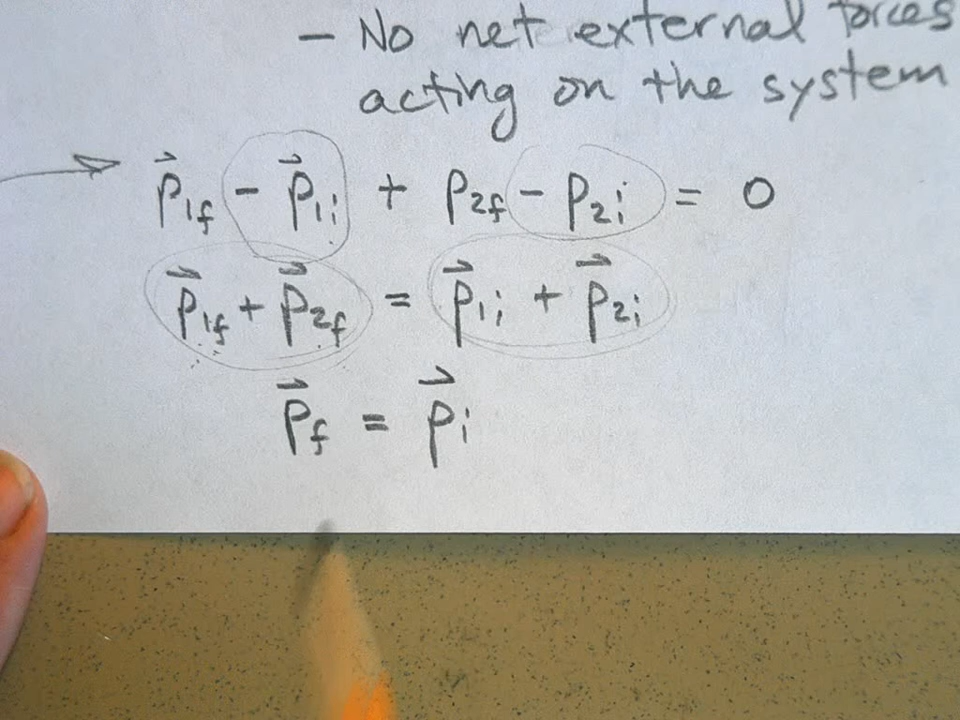 - No net external forces
acting on the system
p⃗1f - p⃗1i + p2f - p2i = 0
p⃗1f + p⃗2f = p⃗1i + p⃗2i
p⃗f = p⃗i